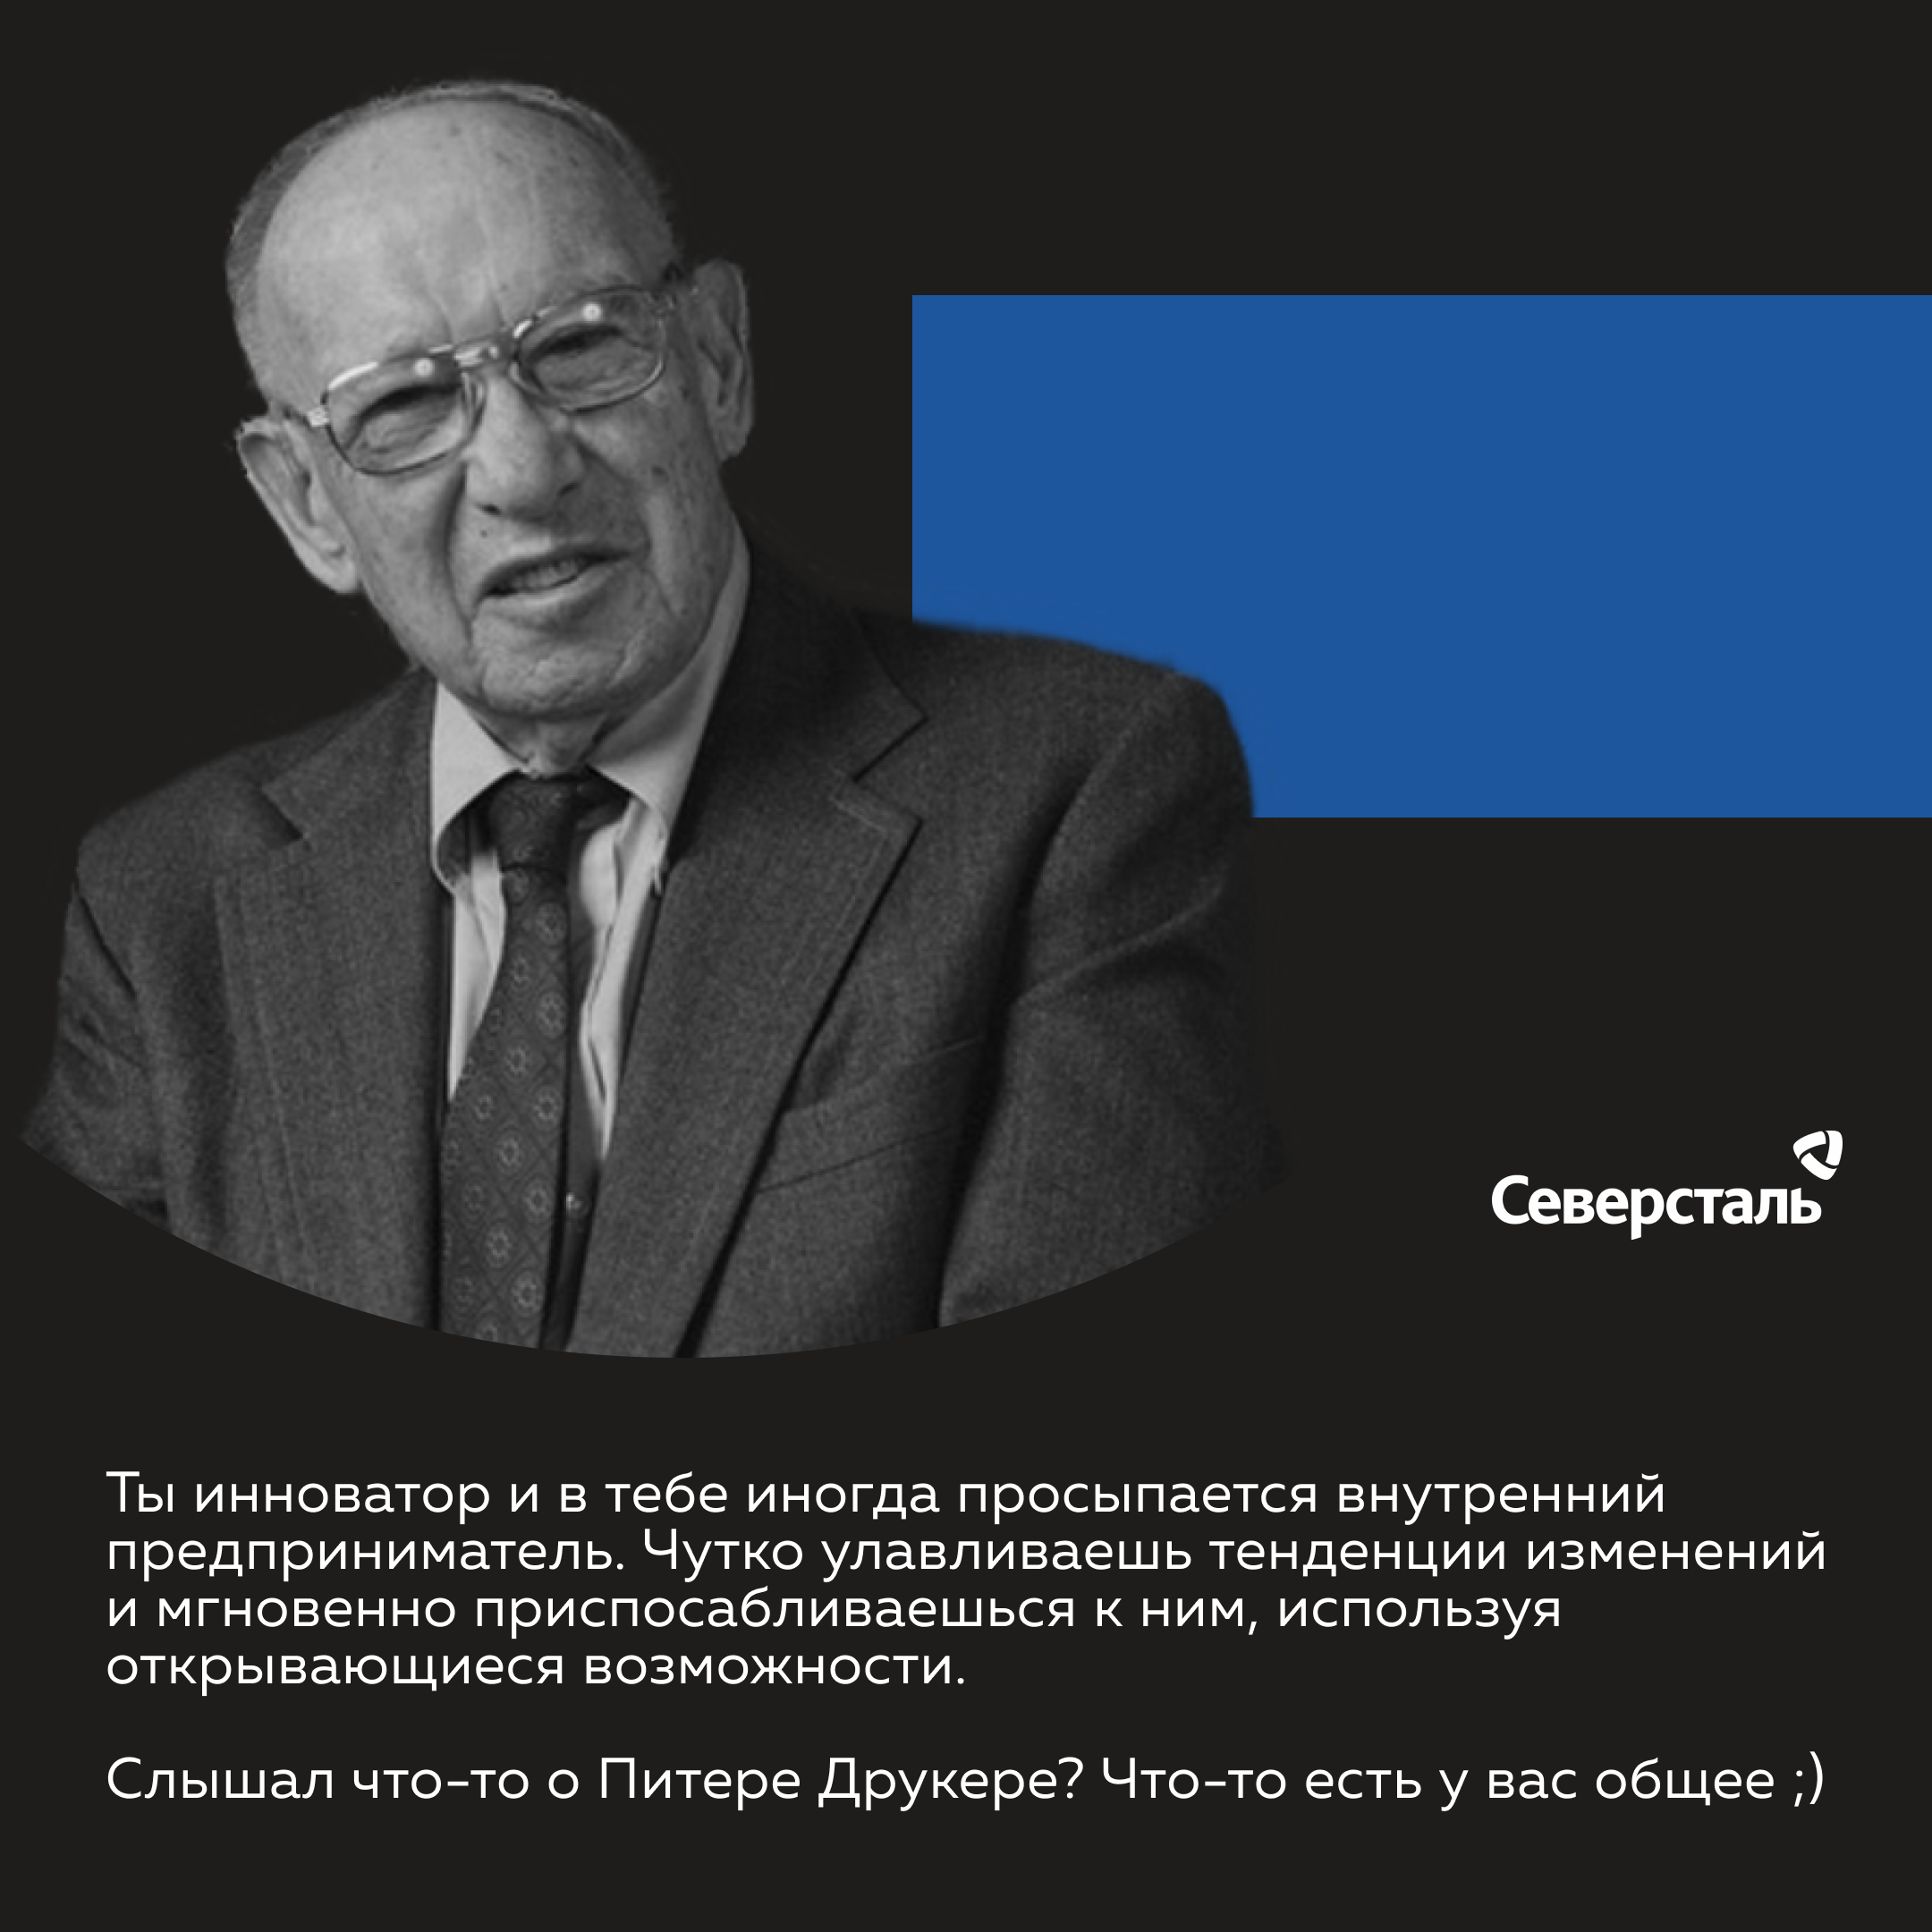 Северсталь
Ты инноватор и в тебе иногда просыпается внутренний
предприниматель. Чутко улавливаешь тенденции изменений
и мгновенно приспосабливаешься к ним, используя
открывающиеся возможности.
Слышал что-то о Питере Друкере? Что-то есть у вас общее ;)